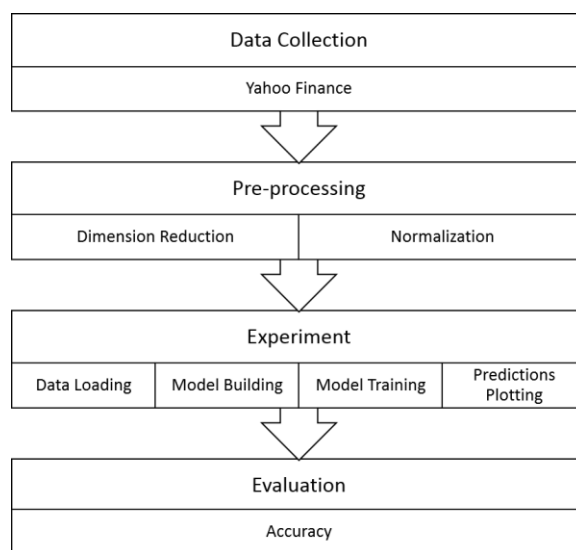 Data Collection
Yahoo Finance
Pre-processing
Dimension Reduction
Normalization
Experiment
Data Loading
Model Building
Model Training
Predictions
Plotting
Evaluation
Accuracy